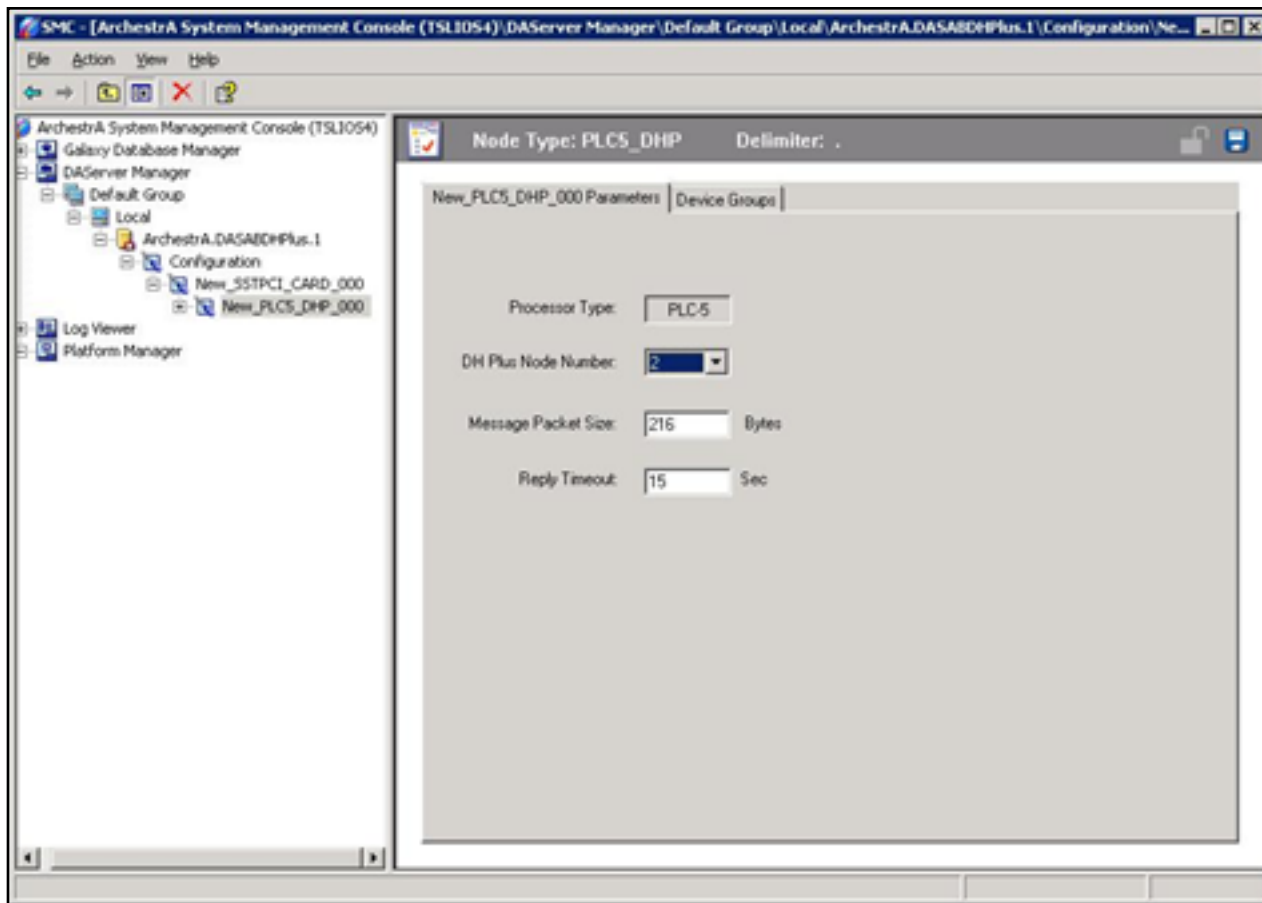 SMC - [ArchestrA System Management Console (TSLIOS4)\DAServer Manager\Default Group\Local\ArchestrA.DASABDHPlus.1\Configuration\Ne...
File Action View Help
ArchestrA System Management Console (TSLIOS4)
Galaxy Database Manager
DAServer Manager
Default Group
Local
ArchestrA.DASABDHPlus.1
Configuration
New_SSTPCI_CARD_000
New_PLC5_DHP_000
Log Viewer
Platform Manager
Node Type: PLC5_DHP Delimiter: .
New_PLC5_DHP_000 Parameters Device Groups
Processor Type: PLC-5
DH Plus Node Number: 2
Message Packet Size: 216 Bytes
Reply Timeout: 15 Sec